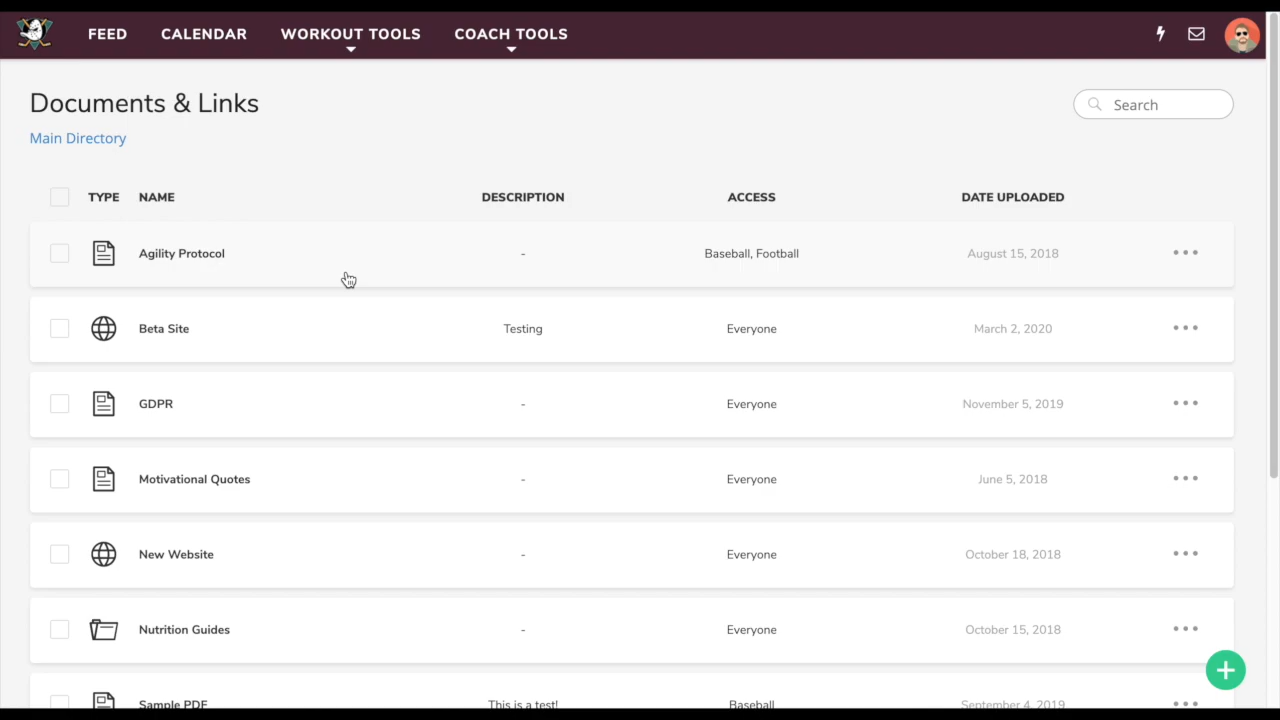 FEED CALENDAR WORKOUT TOOLS COACH TOOLS
Documents & Links
Search
Main Directory
TYPE NAME DESCRIPTION ACCESS DATE UPLOADED
Agility Protocol - Baseball, Football August 15, 2018
Beta Site Testing Everyone March 2, 2020
GDPR - Everyone November 5, 2019
Motivational Quotes - Everyone June 5, 2018
New Website - Everyone October 18, 2018
Nutrition Guides - Everyone October 15, 2018
Sample PDF This is a test! Baseball September 4, 2019